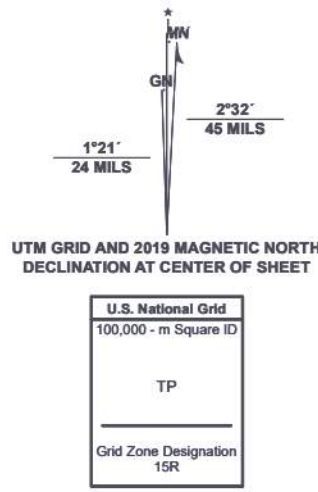 ★
MN
GN
2°32´
45 MILS
1°21´
24 MILS
UTM GRID AND 2019 MAGNETIC NORTH
DECLINATION AT CENTER OF SHEET
U.S. National Grid
100,000 - m Square ID
TP
Grid Zone Designation
15R